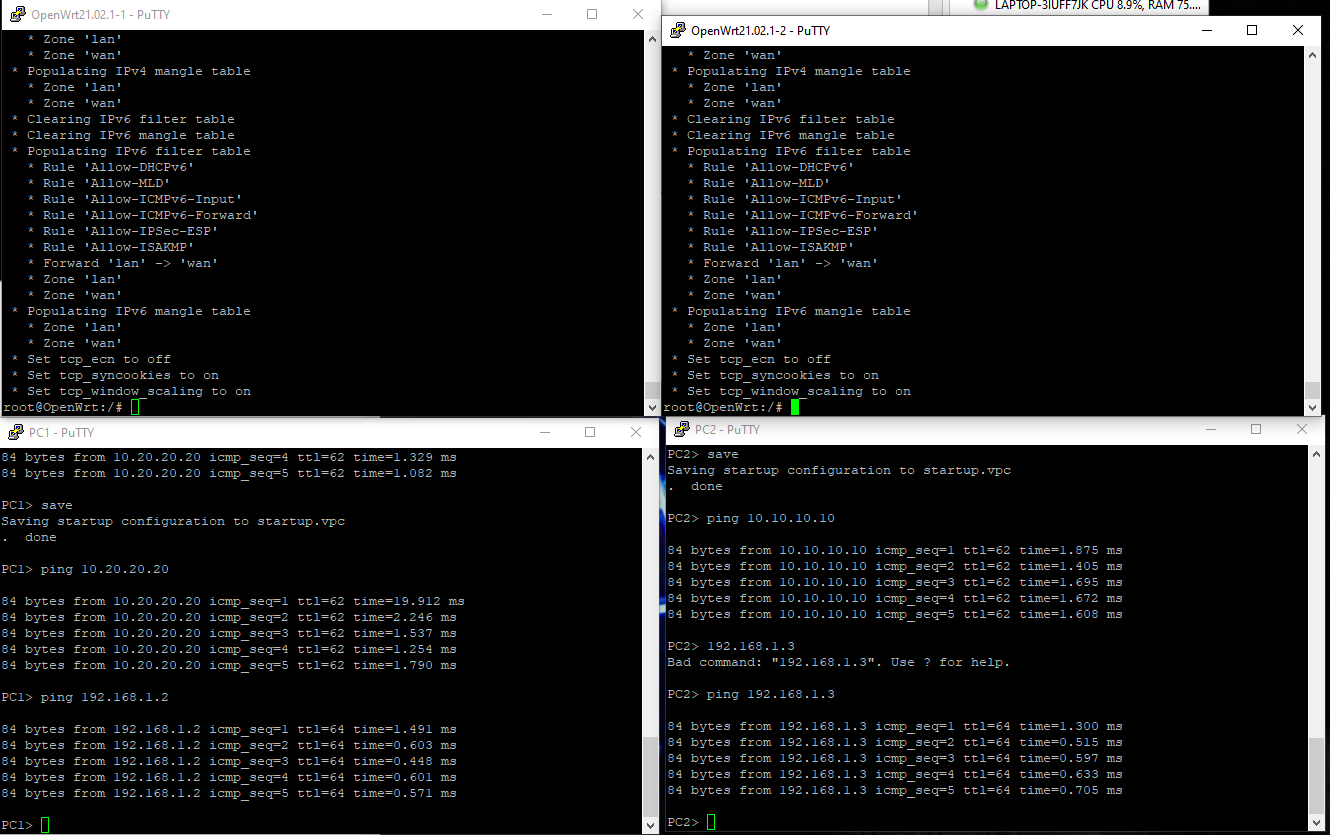 LAPTOP-3IUFF7JK CPU 8.9%, RAM 75....
OpenWrt21.02.1-1 - PuTTY
* Zone 'lan'
* Zone 'wan'
* Populating IPv4 mangle table
* Zone 'lan'
* Zone 'wan'
* Clearing IPv6 filter table
* Clearing IPv6 mangle table
* Populating IPv6 filter table
* Rule 'Allow-DHCPv6'
* Rule 'Allow-MLD'
* Rule 'Allow-ICMPv6-Input'
* Rule 'Allow-ICMPv6-Forward'
* Rule 'Allow-IPSec-ESP'
* Rule 'Allow-ISAKMP'
* Forward 'lan' -> 'wan'
* Zone 'lan'
* Zone 'wan'
* Populating IPv6 mangle table
* Zone 'lan'
* Zone 'wan'
* Set tcp_ecn to off
* Set tcp_syncookies to on
* Set tcp_window_scaling to on
root@OpenWrt:/#
OpenWrt21.02.1-2 - PuTTY
* Zone 'wan'
* Populating IPv4 mangle table
* Zone 'lan'
* Zone 'wan'
* Clearing IPv6 filter table
* Clearing IPv6 mangle table
* Populating IPv6 filter table
* Rule 'Allow-DHCPv6'
* Rule 'Allow-MLD'
* Rule 'Allow-ICMPv6-Input'
* Rule 'Allow-ICMPv6-Forward'
* Rule 'Allow-IPSec-ESP'
* Rule 'Allow-ISAKMP'
* Forward 'lan' -> 'wan'
* Zone 'lan'
* Zone 'wan'
* Populating IPv6 mangle table
* Zone 'lan'
* Zone 'wan'
* Set tcp_ecn to off
* Set tcp_syncookies to on
* Set tcp_window_scaling to on
root@OpenWrt:/#
PC1 - PuTTY
84 bytes from 10.20.20.20 icmp_seq=4 ttl=62 time=1.329 ms
84 bytes from 10.20.20.20 icmp_seq=5 ttl=62 time=1.082 ms
PC1> save
Saving startup configuration to startup.vpc
. done
PC1> ping 10.20.20.20
84 bytes from 10.20.20.20 icmp_seq=1 ttl=62 time=19.912 ms
84 bytes from 10.20.20.20 icmp_seq=2 ttl=62 time=2.246 ms
84 bytes from 10.20.20.20 icmp_seq=3 ttl=62 time=1.537 ms
84 bytes from 10.20.20.20 icmp_seq=4 ttl=62 time=1.254 ms
84 bytes from 10.20.20.20 icmp_seq=5 ttl=62 time=1.790 ms
PC1> ping 192.168.1.2
84 bytes from 192.168.1.2 icmp_seq=1 ttl=64 time=1.491 ms
84 bytes from 192.168.1.2 icmp_seq=2 ttl=64 time=0.603 ms
84 bytes from 192.168.1.2 icmp_seq=3 ttl=64 time=0.448 ms
84 bytes from 192.168.1.2 icmp_seq=4 ttl=64 time=0.601 ms
84 bytes from 192.168.1.2 icmp_seq=5 ttl=64 time=0.571 ms
PC1>
PC2 - PuTTY
PC2> save
Saving startup configuration to startup.vpc
. done
PC2> ping 10.10.10.10
84 bytes from 10.10.10.10 icmp_seq=1 ttl=62 time=1.875 ms
84 bytes from 10.10.10.10 icmp_seq=2 ttl=62 time=1.405 ms
84 bytes from 10.10.10.10 icmp_seq=3 ttl=62 time=1.695 ms
84 bytes from 10.10.10.10 icmp_seq=4 ttl=62 time=1.672 ms
84 bytes from 10.10.10.10 icmp_seq=5 ttl=62 time=1.608 ms
PC2> 192.168.1.3
Bad command: "192.168.1.3". Use ? for help.
PC2> ping 192.168.1.3
84 bytes from 192.168.1.3 icmp_seq=1 ttl=64 time=1.300 ms
84 bytes from 192.168.1.3 icmp_seq=2 ttl=64 time=0.515 ms
84 bytes from 192.168.1.3 icmp_seq=3 ttl=64 time=0.597 ms
84 bytes from 192.168.1.3 icmp_seq=4 ttl=64 time=0.633 ms
84 bytes from 192.168.1.3 icmp_seq=5 ttl=64 time=0.705 ms
PC2>